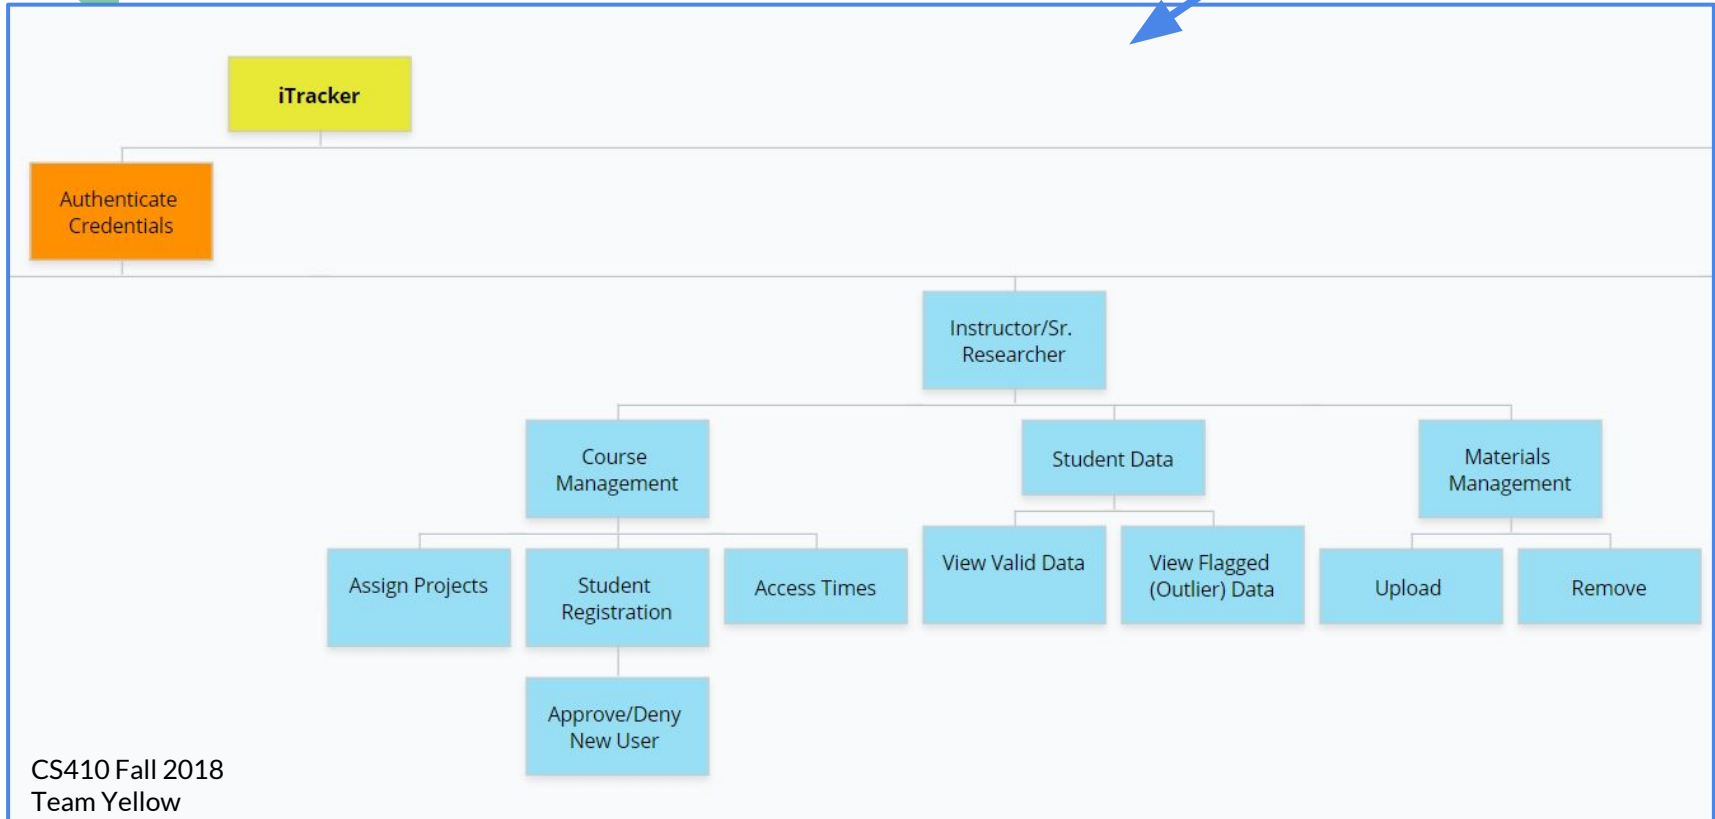 iTracker
Authenticate
Credentials
Instructor/Sr.
Researcher
Course
Management
Student Data
Materials
Management
Assign Projects
Student
Registration
Access Times
View Valid Data
View Flagged
(Outlier) Data
Upload
Remove
Approve/Deny
New User
CS410 Fall 2018
Team Yellow